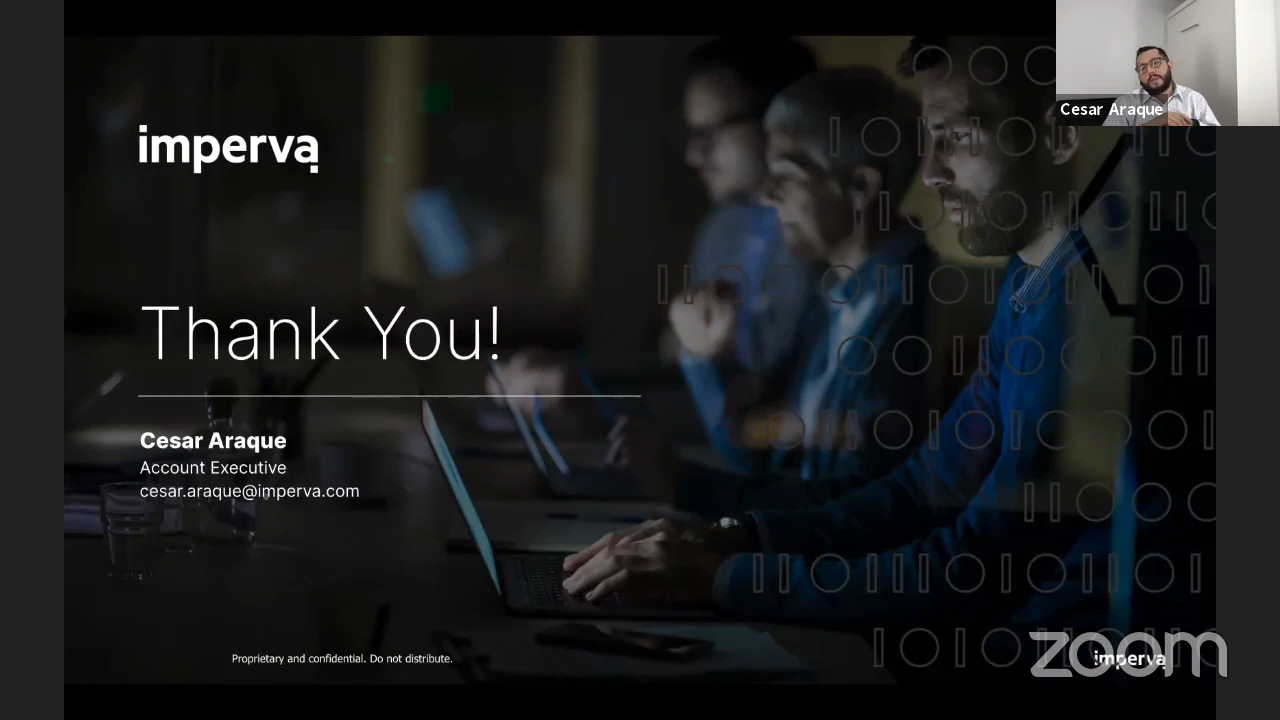 Cesar Araque
imperva
Thank You!
Cesar Araque
Account Executive
cesar.araque@imperva.com
Proprietary and confidential. Do not distribute.
imperva
zoom